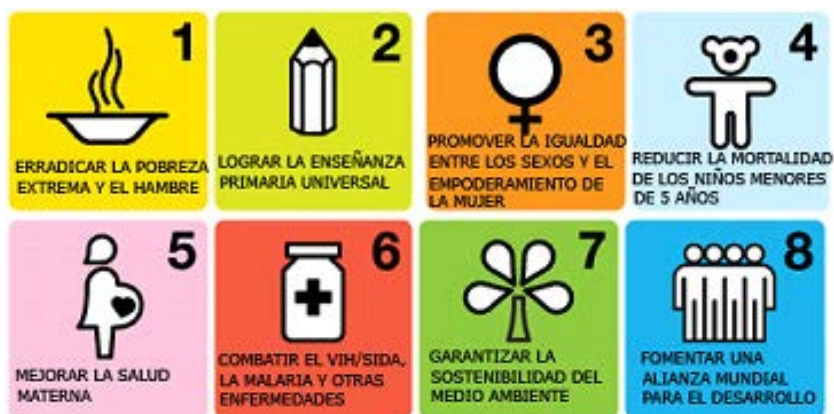 1
ERRADICAR LA POBREZA
EXTREMA Y EL HAMBRE
2
LOGRAR LA ENSEÑANZA
PRIMARIA UNIVERSAL
3
PROMOVER LA IGUALDAD
ENTRE LOS SEXOS Y EL
EMPODERAMIENTO DE
LA MUJER
4
REDUCIR LA MORTALIDAD
DE LOS NIÑOS MENORES
DE 5 AÑOS
5
MEJORAR LA SALUD
MATERNA
6
COMBATIR EL VIH/SIDA,
LA MALARIA Y OTRAS
ENFERMEDADES
7
GARANTIZAR LA
SOSTENIBILIDAD DEL
MEDIO AMBIENTE
8
FOMENTAR UNA
ALIANZA MUNDIAL
PARA EL DESARROLLO